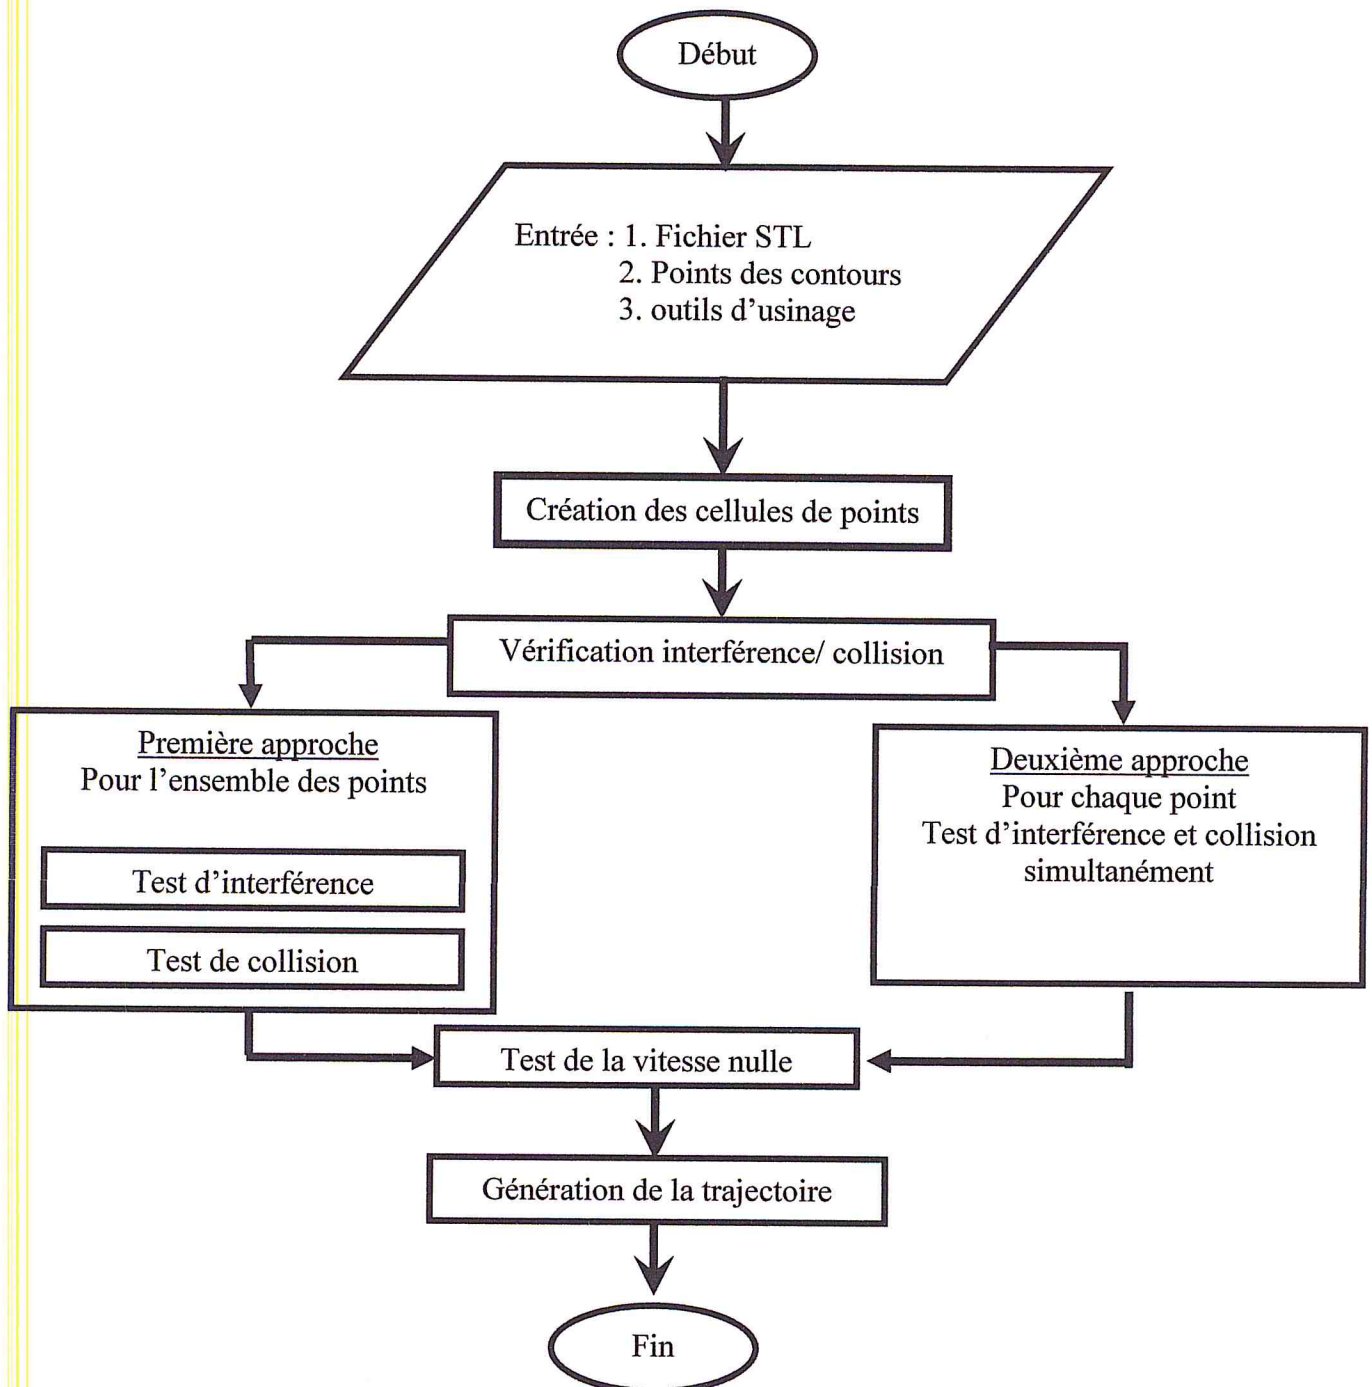 Début
Entrée : 1. Fichier STL
2. Points des contours
3. outils d'usinage
Création des cellules de points
Vérification interférence/ collision
Première approche
Pour l'ensemble des points
Test d'interférence
Test de collision
Deuxième approche
Pour chaque point
Test d'interférence et collision
simultanément
Test de la vitesse nulle
Génération de la trajectoire
Fin